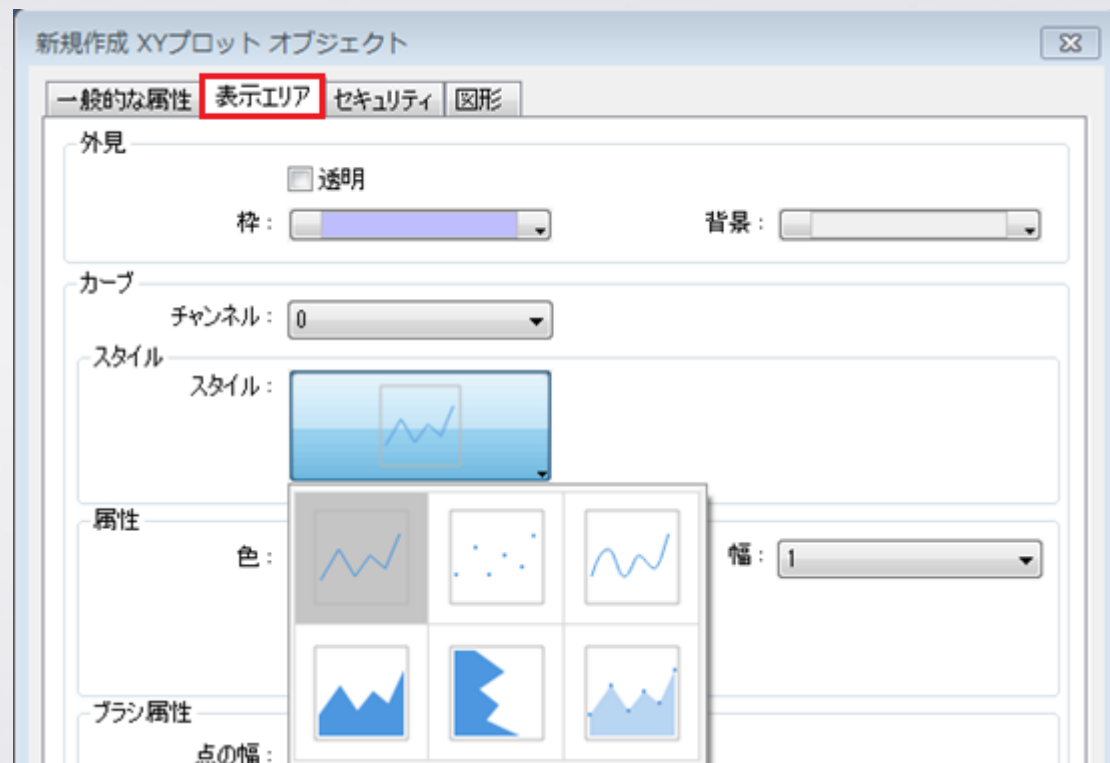 新規作成 XYプロット オブジェクト
一般的な属性 表示エリア セキュリティ 図形
外見
透明
枠： 背景：
カーブ
チャンネル： 0
スタイル
スタイル：
属性
色： 幅： 1
ブラシ属性
点の幅：